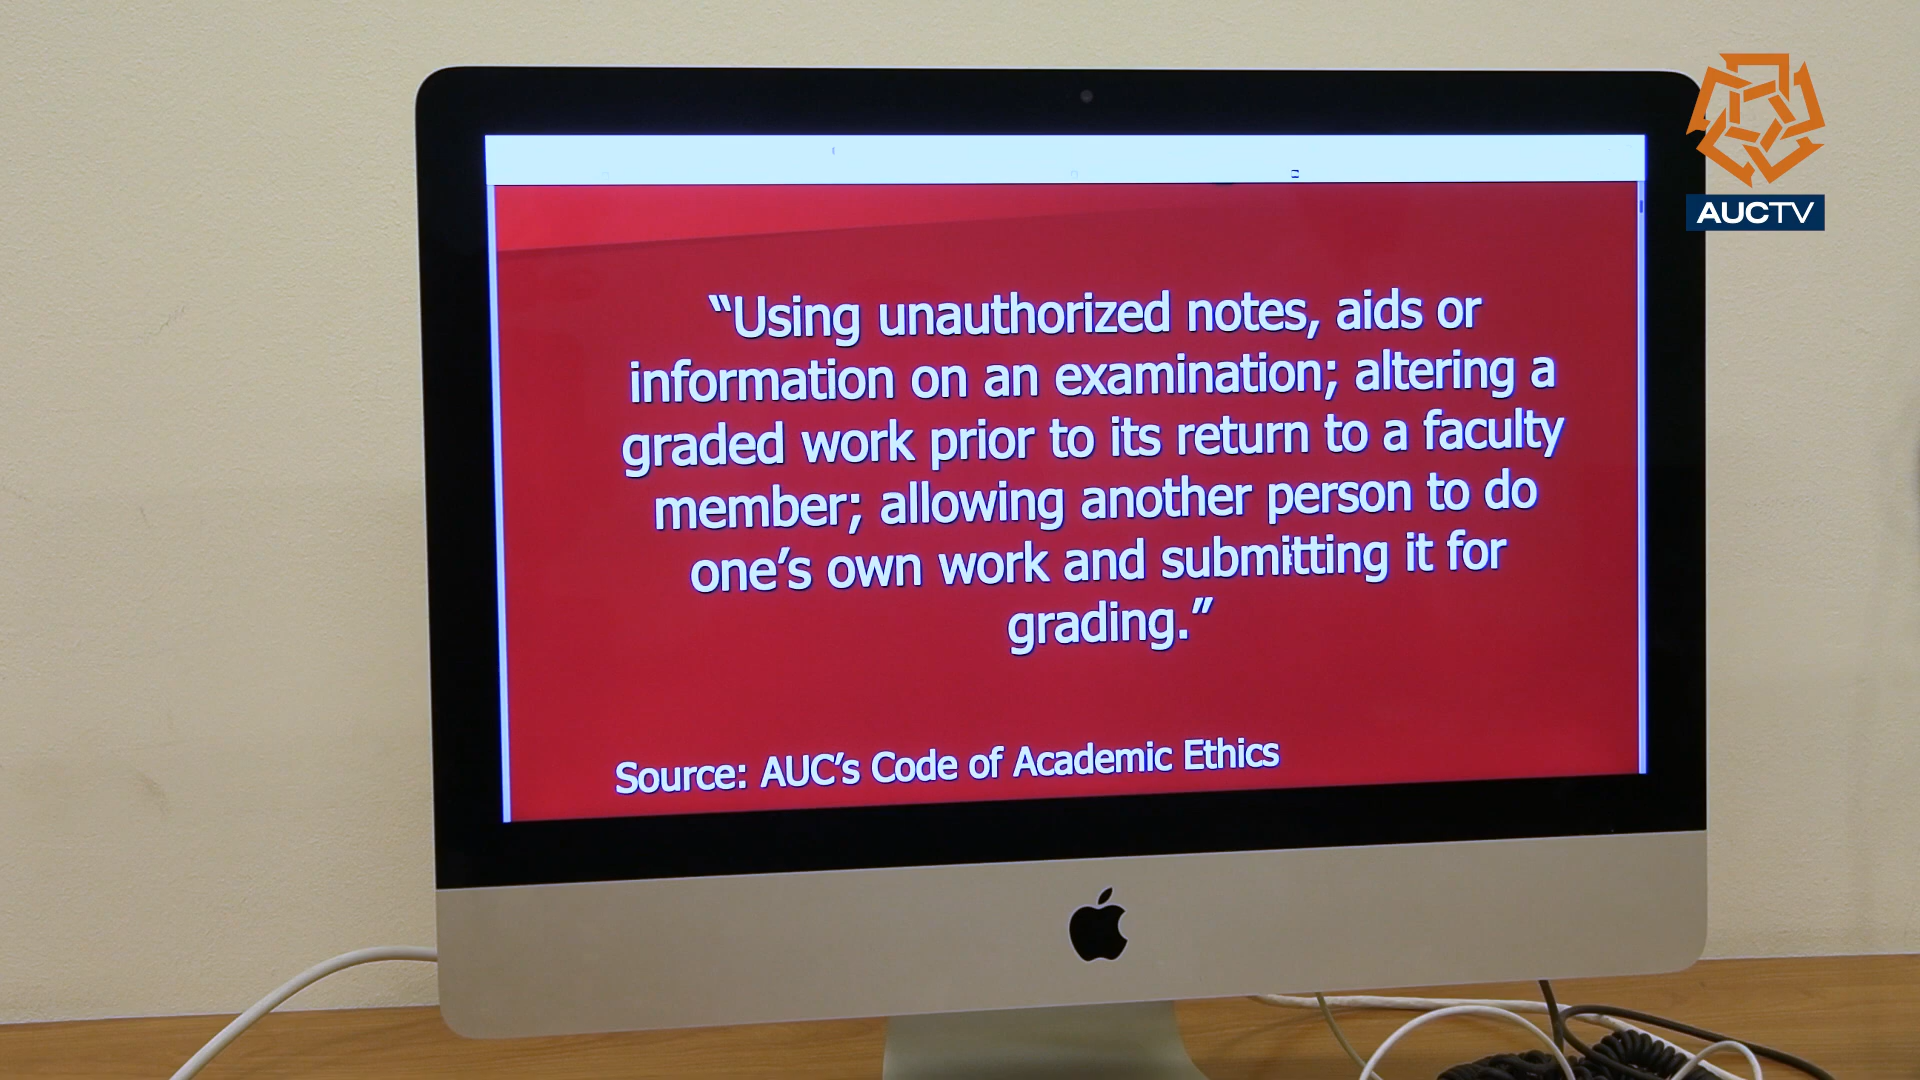 AUCTV
“Using unauthorized notes, aids or
information on an examination; altering a
graded work prior to its return to a faculty
member; allowing another person to do
one’s own work and submitting it for
grading.”
Source: AUC’s Code of Academic Ethics